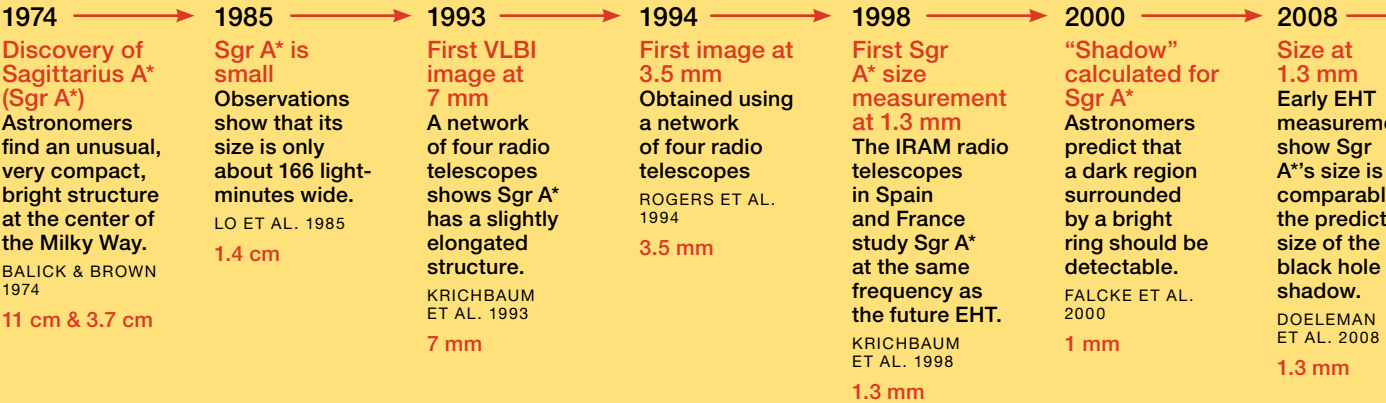 1974
Discovery of
Sagittarius A*
(Sgr A*)
Astronomers
find an unusual,
very compact,
bright structure
at the center of
the Milky Way.
BALICK & BROWN
1974
11 cm & 3.7 cm
1985
Sgr A* is
small
Observations
show that its
size is only
about 166 light-
minutes wide.
LO ET AL. 1985
1.4 cm
1993
First VLBI
image at
7 mm
A network
of four radio
telescopes
shows Sgr A*
has a slightly
elongated
structure.
KRICHBAUM
ET AL. 1993
7 mm
1994
First image at
3.5 mm
Obtained using
a network
of four radio
telescopes
ROGERS ET AL.
1994
3.5 mm
1998
First Sgr
A* size
measurement
at 1.3 mm
The IRAM radio
telescopes
in Spain
and France
study Sgr A*
at the same
frequency as
the future EHT.
KRICHBAUM
ET AL. 1998
1.3 mm
2000
“Shadow”
calculated for
Sgr A*
Astronomers
predict that
a dark region
surrounded
by a bright
ring should be
detectable.
FALCKE ET AL.
2000
1 mm
2008
Size at
1.3 mm
Early EHT
show Sgr
A*’s size is
the
size of the
black hole
shadow.
DOELEMAN
ET AL. 2008
1.3 mm